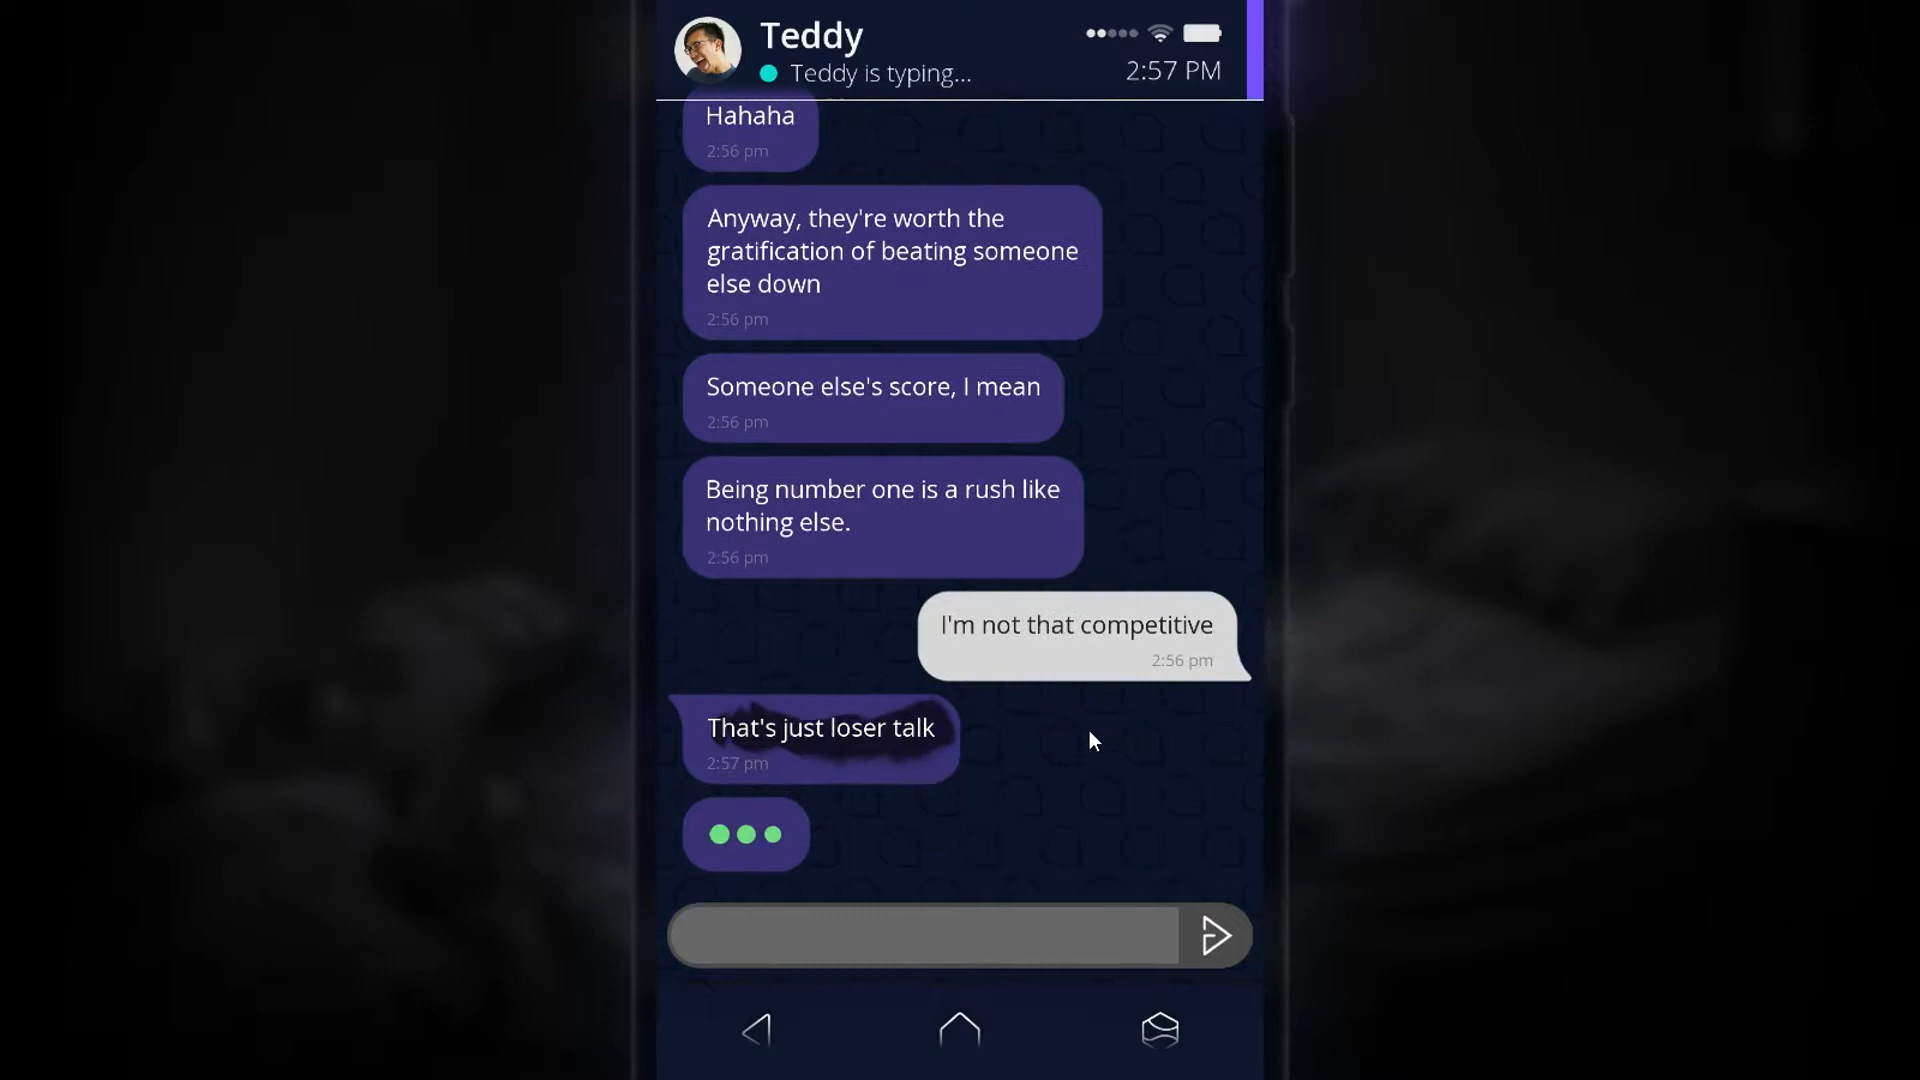 Teddy
Teddy is typing...
2:57 PM
Hahaha
2:56 pm
Anyway, they're worth the
gratification of beating someone
else down
2:56 pm
Someone else's score, I mean
2:56 pm
Being number one is a rush like
nothing else.
2:56 pm
I'm not that competitive
2:56 pm
That's just loser talk
2:57 pm